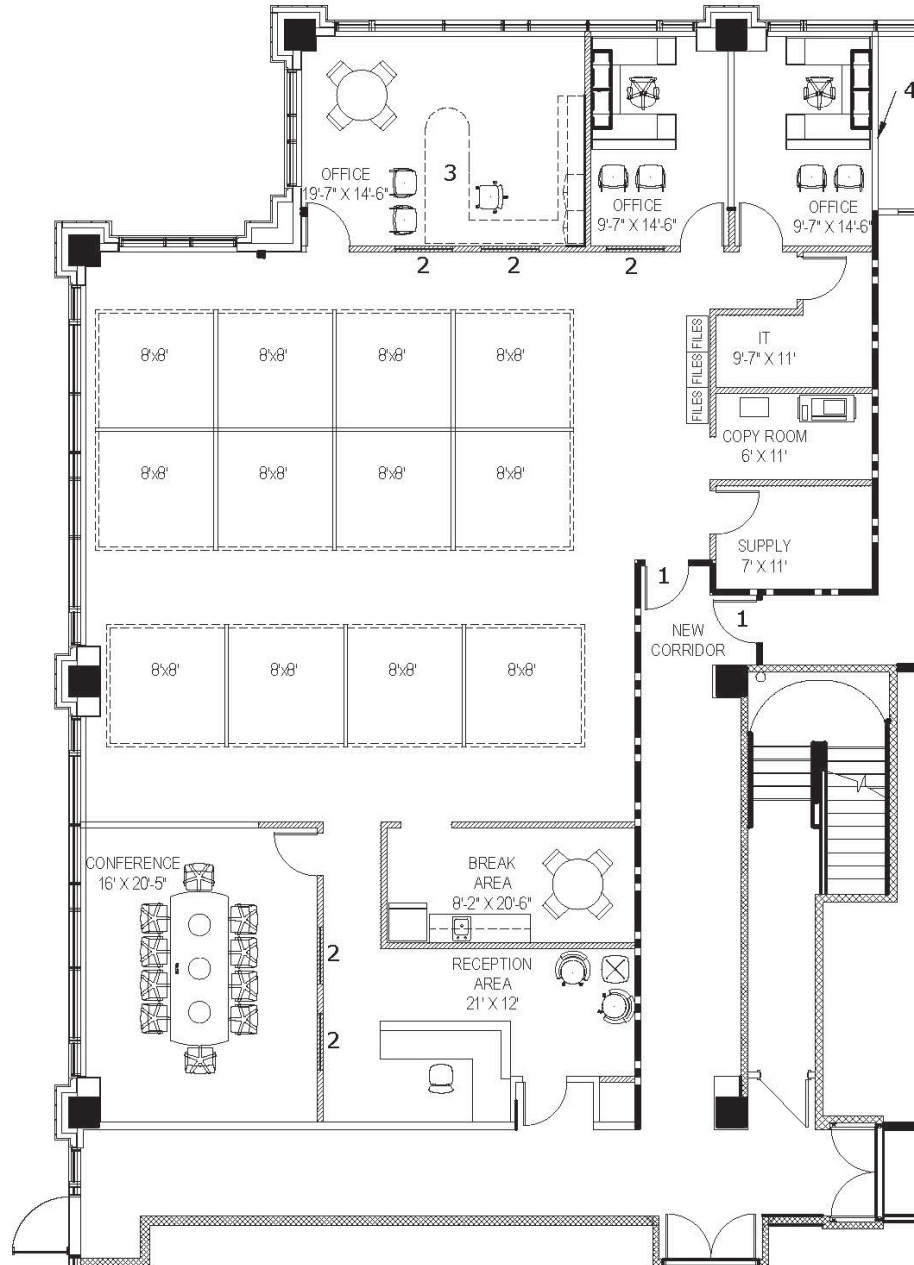 4
3
OFFICE
19'-7" X 14'-6"
OFFICE
9'-7" X 14'-6"
OFFICE
9'-7" X 14'-6"
2
2
2
8'x8'
8'x8'
8'x8'
8'x8'
FILES
FILES
FILES
IT
9'-7" X 11'
COPY ROOM
6' X 11'
8'x8'
8'x8'
8'x8'
8'x8'
SUPPLY
7' X 11'
1
1
NEW
CORRIDOR
8'x8'
8'x8'
8'x8'
8'x8'
CONFERENCE
16' X 20'-5"
BREAK
AREA
8'-2" X 20'-6"
2
RECEPTION
AREA
21' X 12'
2